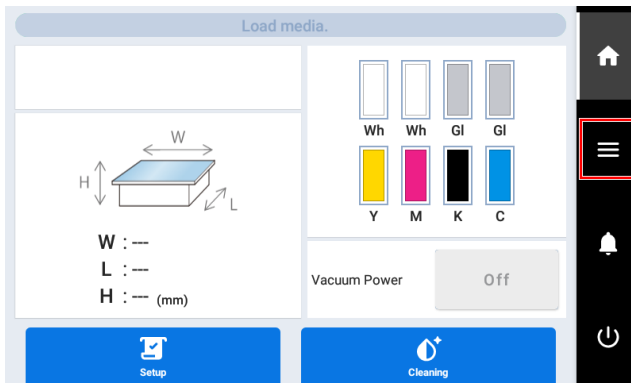 Load media.
W
H
L
W : ---
L : ---
H : --- (mm)
Wh Wh Gl Gl
Y M K C
Vacuum Power Off
Setup
Cleaning